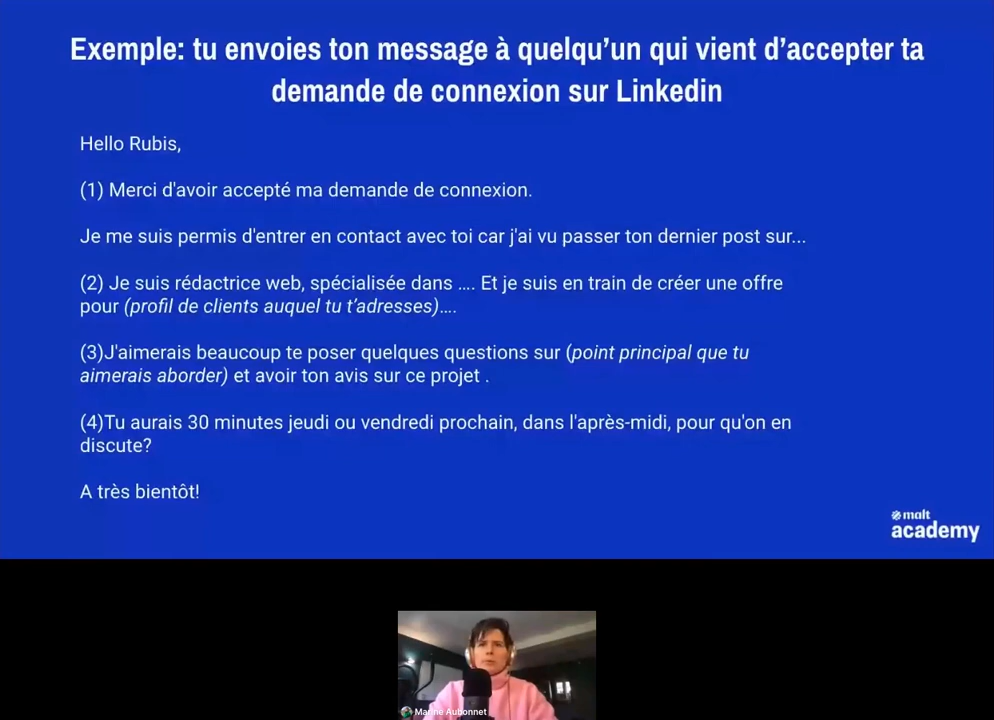 Exemple: tu envoies ton message à quelqu’un qui vient d’accepter ta
demande de connexion sur Linkedin
Hello Rubis,
(1) Merci d'avoir accepté ma demande de connexion.
Je me suis permis d'entrer en contact avec toi car j'ai vu passer ton dernier post sur...
(2) Je suis rédactrice web, spécialisée dans .... Et je suis en train de créer une offre
pour (profil de clients auquel tu t’adresses)....
(3)J'aimerais beaucoup te poser quelques questions sur (point principal que tu
aimerais aborder) et avoir ton avis sur ce projet .
(4)Tu aurais 30 minutes jeudi ou vendredi prochain, dans l'après-midi, pour qu'on en
discute?
A très bientôt!
malt
academy
Marine Aubonnet